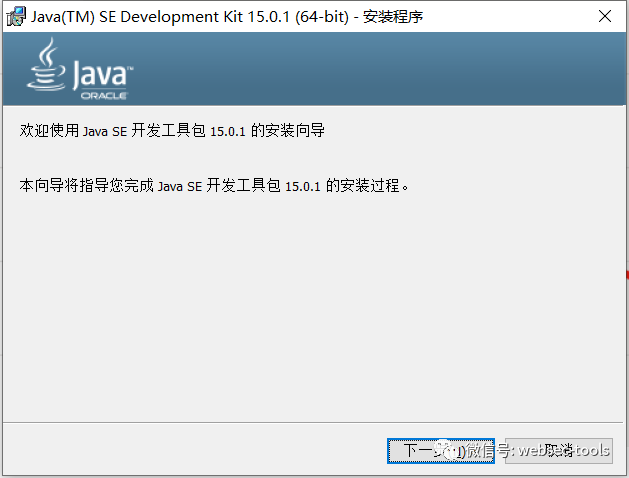 Java(TM) SE Development Kit 15.0.1 (64-bit) - 安装程序
Java™
ORACLE
欢迎使用 Java SE 开发工具包 15.0.1 的安装向导
本向导将指导您完成 Java SE 开发工具包 15.0.1 的安装过程。
下一
取消
微信号: websec-tools